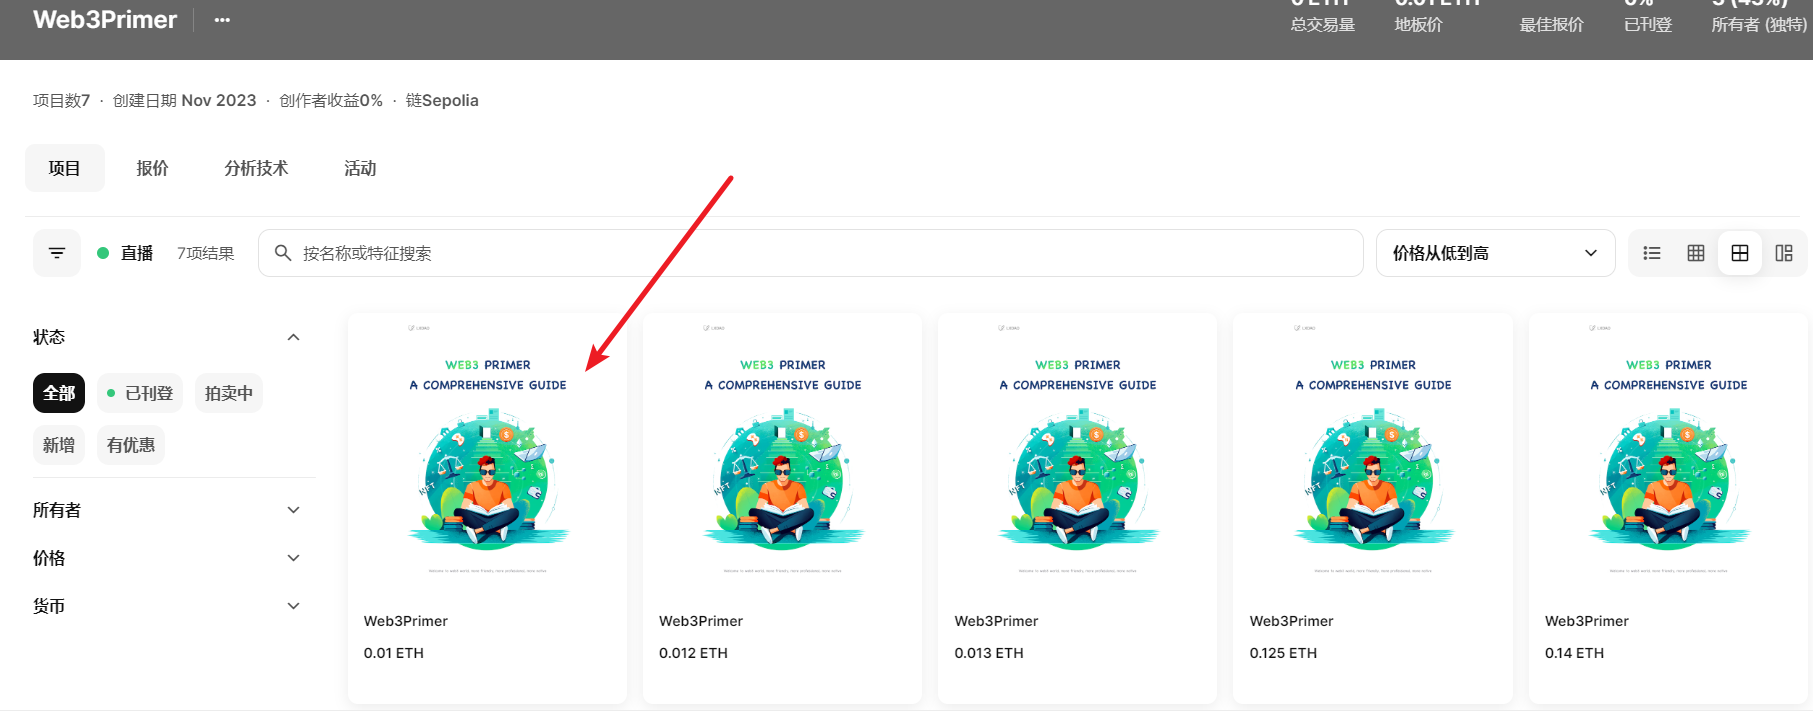 Web3Primer
总交易量
地板价
最佳报价
已刊登
所有者 (独特)
项目数7 · 创建日期 Nov 2023 · 创作者收益0% · 链Sepolia
项目 报价 分析技术 活动
直播 7项结果 按名称或特征搜索 价格从低到高
状态
全部 已刊登 拍卖中
新增 有优惠
所有者
价格
货币
WEB3 PRIMER
A COMPREHENSIVE GUIDE
NFT
Web3Primer
0.01 ETH
WEB3 PRIMER
A COMPREHENSIVE GUIDE
NFT
Web3Primer
0.012 ETH
WEB3 PRIMER
A COMPREHENSIVE GUIDE
NFT
Web3Primer
0.013 ETH
WEB3 PRIMER
A COMPREHENSIVE GUIDE
NFT
Web3Primer
0.125 ETH
WEB3 PRIMER
A COMPREHENSIVE GUIDE
NFT
Web3Primer
0.14 ETH